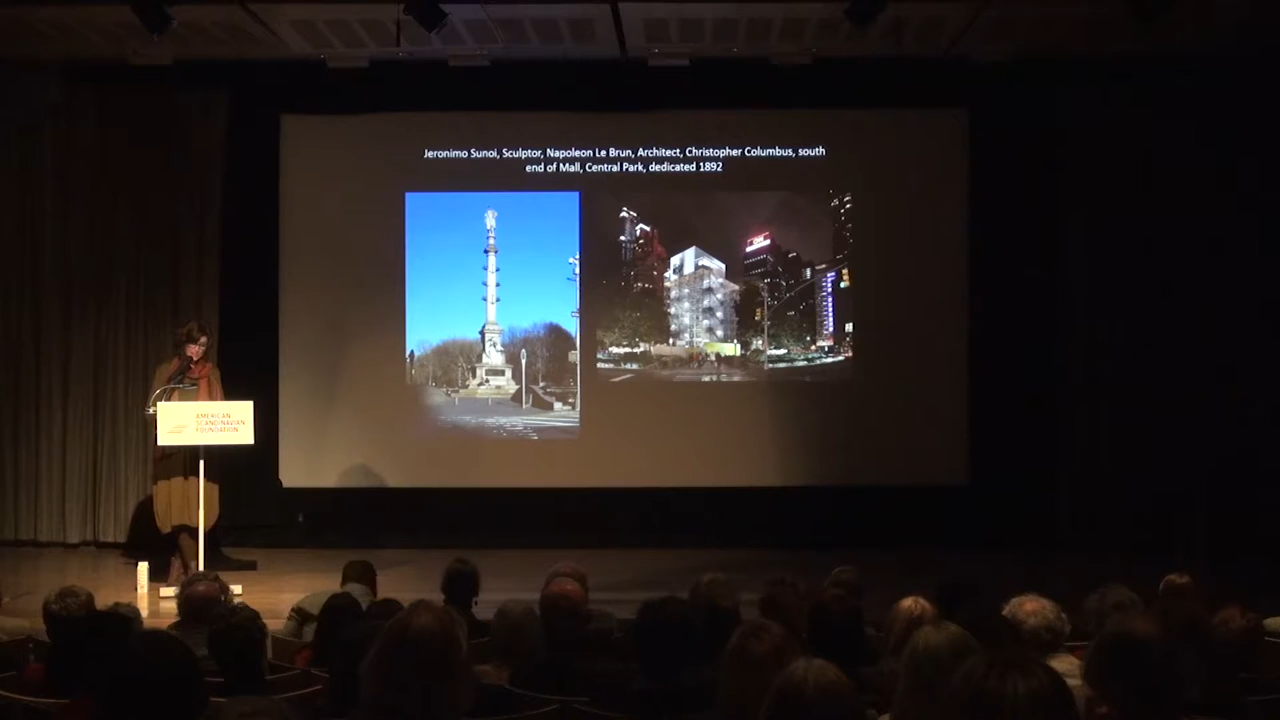 Jeronimo Sunoi, Sculptor, Napoleon Le Brun, Architect, Christopher Columbus, south
end of Mall, Central Park, dedicated 1892
AMERICAN
SCANDINAVIAN
FOUNDATION